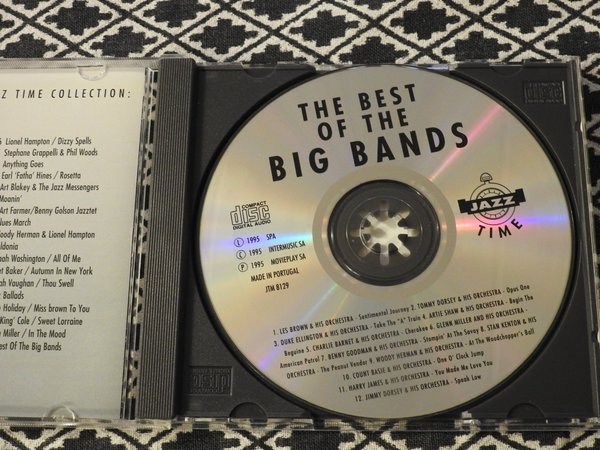 Z TIME COLLECTION:
Lionel Hampton / Dizzy Spells
Stephane Grappelli & Phil Woods
Anything Goes
Earl 'Fatha' Hines / Rosetta
Art Blakey & The Jazz Messengers
Moanin'
Art Farmer/Benny Golson Jazztet
lues March
oody Herman & Lionel Hampton
ldonia
nah Washington / All Of Me
et Baker / Autumn In New York
ah Vaughan / Thou Swell
r Ballads
e Holiday / Miss brown To You
King' Cole / Sweet Lorraine
n Miller / In The Mood
est Of The Big Bands
THE BEST
OF THE
BIG BANDS
COMPACT
disc
DIGITAL AUDIO
JAZZ
TIME
Ⓛ 1995 SPA
© 1995 INTERMUSIC SA
Ⓟ 1995 MOVIEPLAY SA
MADE IN PORTUGAL
JTM 8129
1. LES BROWN & HIS ORCHESTRA - Sentimental Journey 2. TOMMY DORSEY & HIS ORCHESTRA - Opus One
3. DUKE ELLINGTON & HIS ORCHESTRA - Take The "A" Train 4. ARTIE SHAW & HIS ORCHESTRA - Begin The
Beguine 5. CHARLIE BARNET & HIS ORCHESTRA - Cherokee 6. GLENN MILLER AND HIS ORCHESTRA -
American Patrol 7. BENNY GOODMAN & HIS ORCHESTRA - Stompin' At The Savoy 8. STAN KENTON & HIS
ORCHESTRA - The Peanut Vendor 9. WOODY HERMAN & HIS ORCHESTRA - At The Woodchopper's Ball
10. COUNT BASIE & HIS ORCHESTRA - One O' Clock Jump
11. HARRY JAMES & HIS ORCHESTRA - You Made Me Love You
12. JIMMY DORSEY & HIS ORCHESTRA - Speak Low
disc